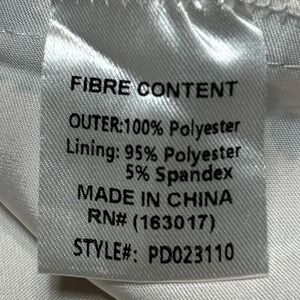 FIBRE CONTENT
OUTER:100% Polyester
Lining: 95% Polyester
5% Spandex
MADE IN CHINA
RN# (163017)
STYLE#: PD023110